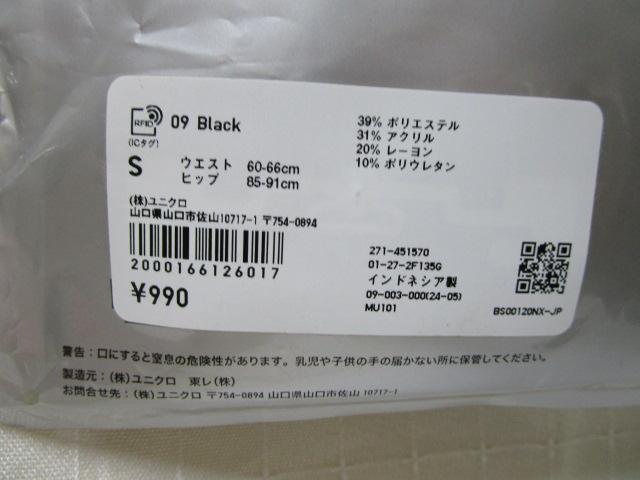 RFID
(ICタグ)
09 Black
S
ウエスト 60-66cm
ヒップ 85-91cm
39% ポリエステル
31% アクリル
20% レーヨン
10% ポリウレタン
(株)ユニクロ
山口県山口市佐山10717-1 〒754-0894
2000166126017
¥990
271-451570
01-27-2F135G
インドネシア製
09-003-000(24-05)
MU101
BS00120NX-JP
警告:口にすると窒息の危険性があります。乳児や子供の手の届かない所に保管してください。
製造元:(株)ユニクロ 東レ(株)
お問合せ先:(株)ユニクロ 〒754-0894 山口県山口市佐山 10717-1